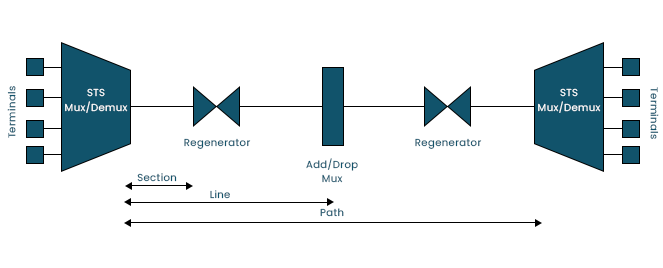 Terminals
STS
Mux/Demux
Regenerator
Add/Drop
Mux
Regenerator
STS
Mux/Demux
Terminals
Section
Line
Path